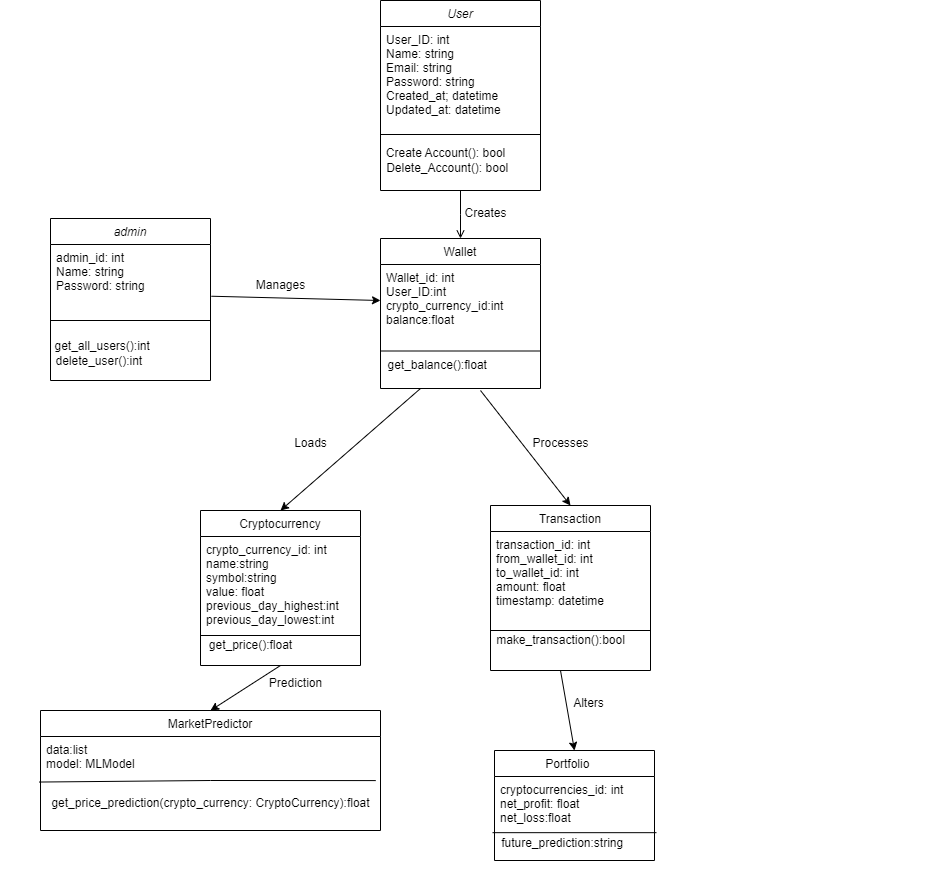 User
User_ID: int
Name: string
Email: string
Password: string
Created_at; datetime
Updated_at: datetime
Create Account(): bool
Delete_Account(): bool
Creates
admin
admin_id: int
Name: string
Password: string
get_all_users():int
delete_user():int
Manages
Wallet
Wallet_id: int
User_ID:int
crypto_currency_id:int
balance:float
get_balance():float
Loads
Processes
Cryptocurrency
crypto_currency_id: int
name:string
symbol:string
value: float
previous_day_highest:int
previous_day_lowest:int
get_price():float
Transaction
transaction_id: int
from_wallet_id: int
to_wallet_id: int
amount: float
timestamp: datetime
make_transaction():bool
Prediction
Alters
MarketPredictor
data:list
model: MLModel
get_price_prediction(crypto_currency: CryptoCurrency):float
Portfolio
cryptocurrencies_id: int
net_profit: float
net_loss:float
future_prediction:string